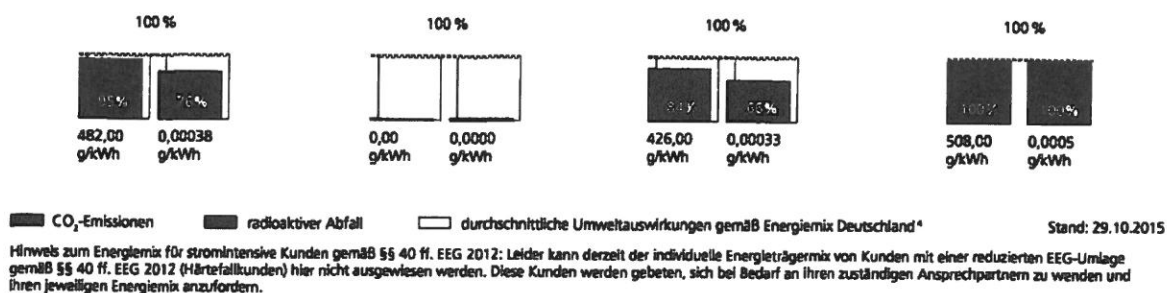 100 % 100 % 100 % 100 %
95% 76% 84% 66% 100% 100%
482,00 0,00038 0,00 0,0000 426,00 0,00033 508,00 0,0005
g/kWh g/kWh g/kWh g/kWh g/kWh g/kWh g/kWh g/kWh
CO₂-Emissionen radioaktiver Abfall durchschnittliche Umweltauswirkungen gemäß Energiemix Deutschland⁴ Stand: 29.10.2015
Hinweis zum Energiemix für stromintensive Kunden gemäß §§ 40 ff. EEG 2012: Leider kann derzeit der individuelle Energieträgermix von Kunden mit einer reduzierten EEG-Umlage
gemäß §§ 40 ff. EEG 2012 (Härtefallkunden) hier nicht ausgewiesen werden. Diese Kunden werden gebeten, sich bei Bedarf an ihren zuständigen Ansprechpartnern zu wenden und
ihren jeweiligen Energiemix anzufordern.